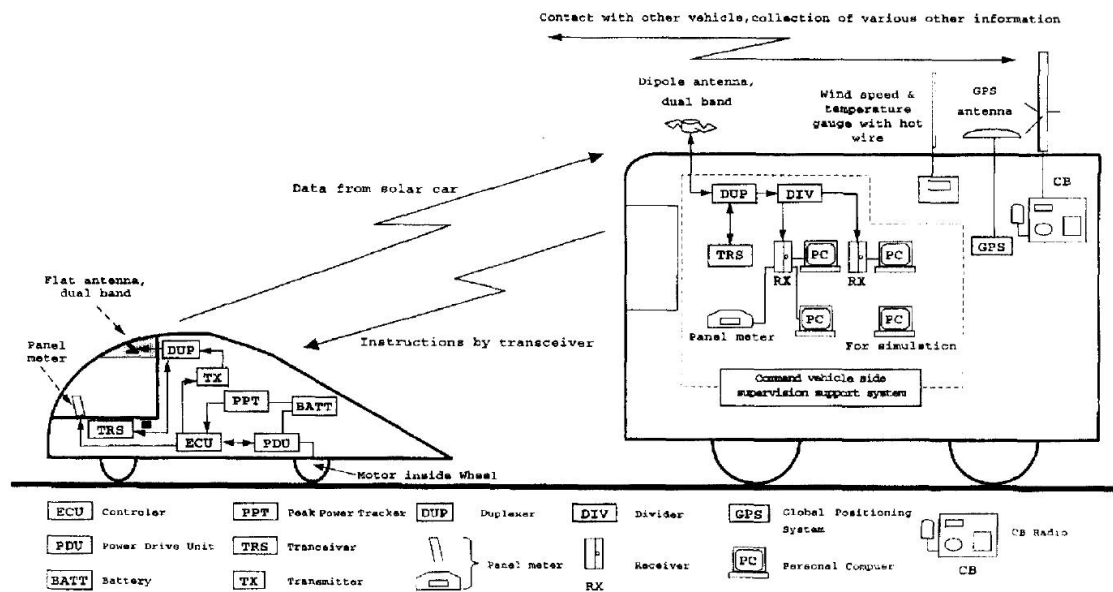 Contact with other vehicle,collection of various other information
Dipole antenna,
dual band
Wind speed &
temperature
gauge with hot
wire
GPS
antenna
Data from solar car
DUP
DIV
CB
TRS
PC
PC
GPS
RX
RX
Flat antenna,
dual band
PC
PC
Panel
meter
DUP
Instructions by transceiver
Panel meter
For simulation
TX
Command vehicle side
supervision support system
PPT
BATT
TRS
ECU
PDU
Motor inside Wheel
ECU Controler
PPT Peak Power Tracker
DUP Duplexer
DIV Divider
GPS Global Positioning
System
CB Radio
CB
PDU Power Drive Unit
TRS Tranceiver
Panel meter
Receiver
RX
PC Personal Compuer
BATT Battery
TX Transmitter